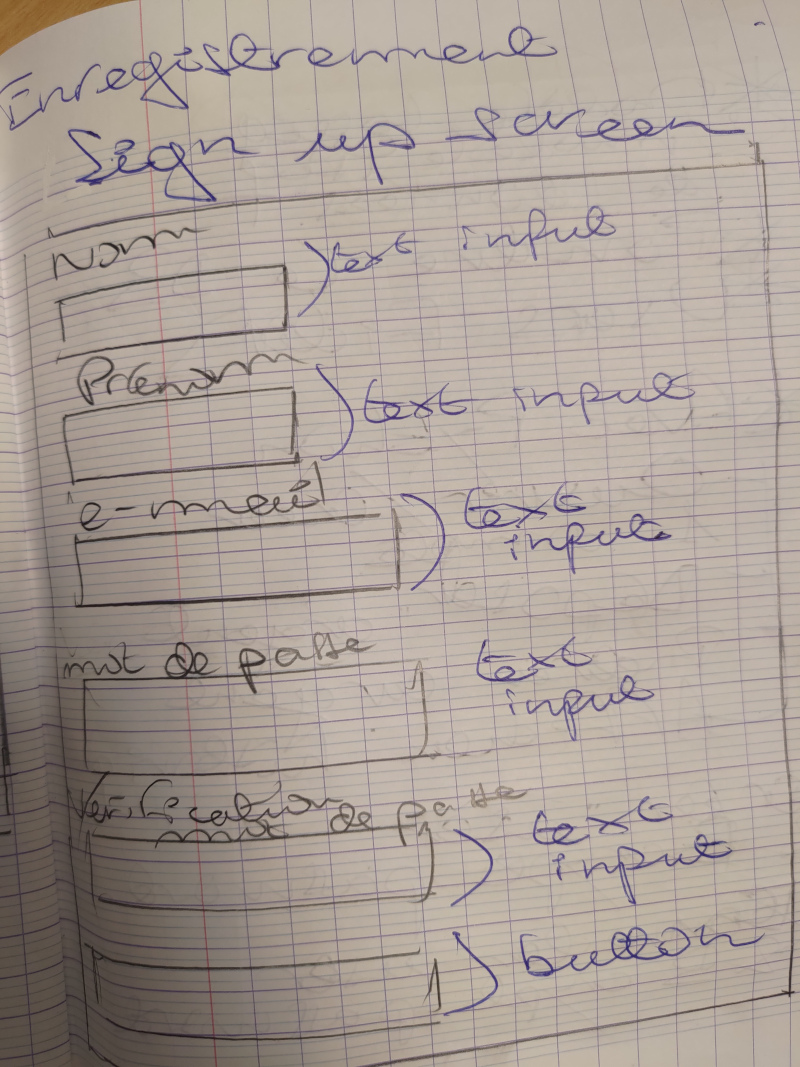 Enregistrement
Sign up screen
Nom
text input
Prénom
text input
e-mail
text
input
mot de passe
text
input
Verification
mot de passe
text
input
button